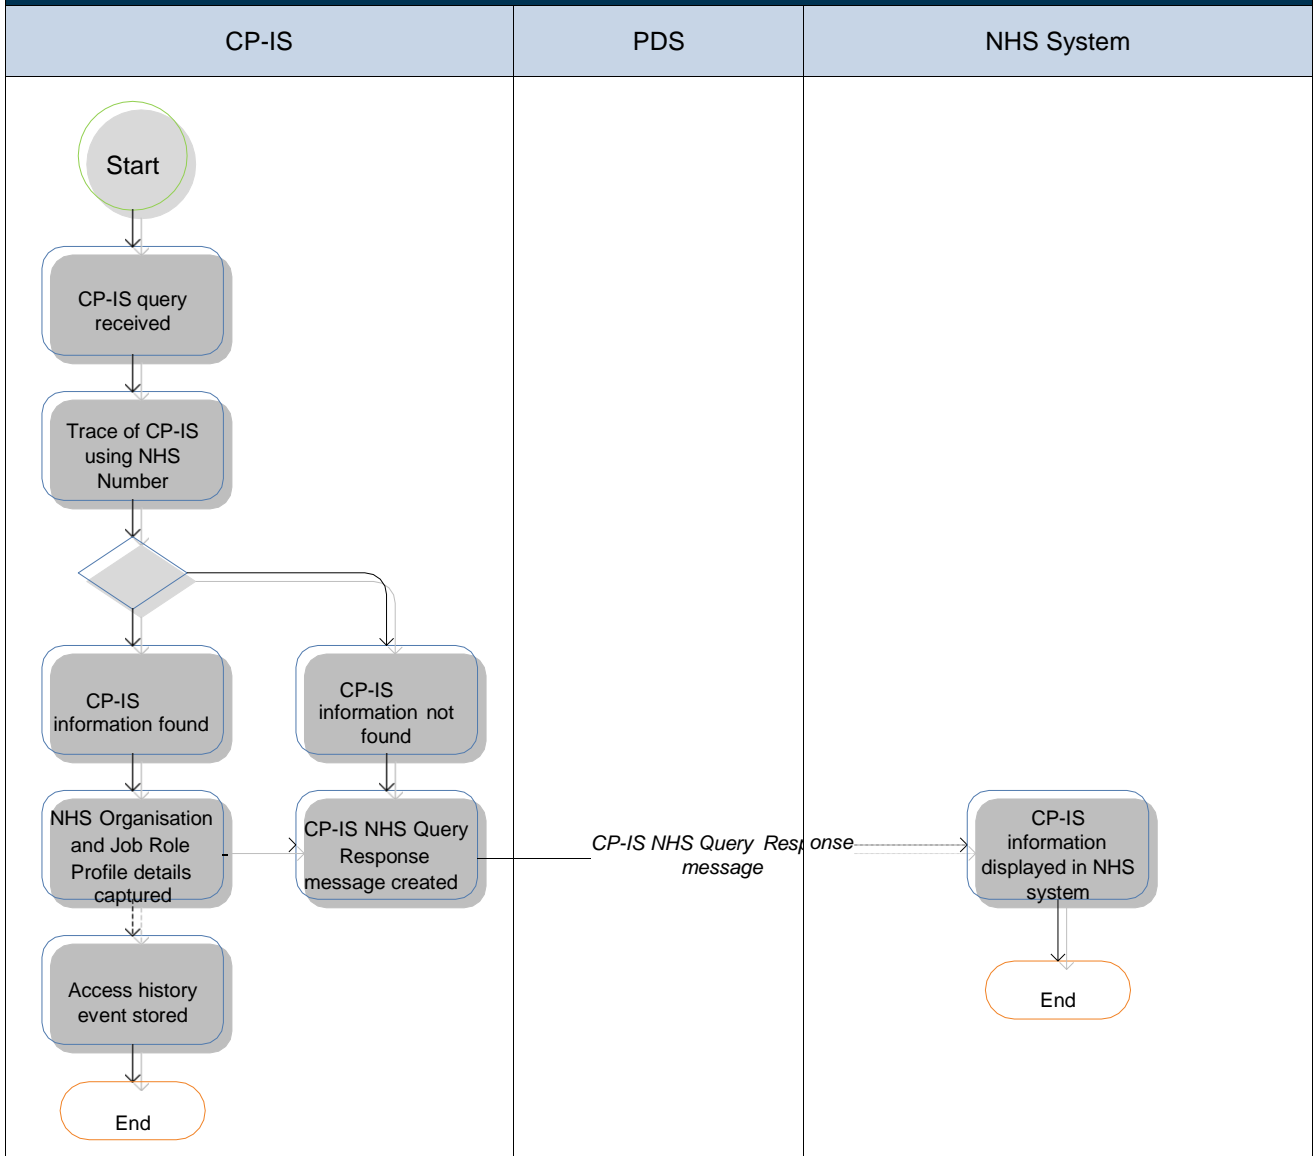 CP-IS
PDS
NHS System
Start
CP-IS query
received
Trace of CP-IS
using NHS
Number
CP-IS
information found
CP-IS
information not
found
NHS Organisation
and Job Role
Profile details
captured
CP-IS NHS Query
Response
message created
CP-IS NHS Query Response
message
CP-IS
information
displayed in NHS
system
Access history
event stored
End
End